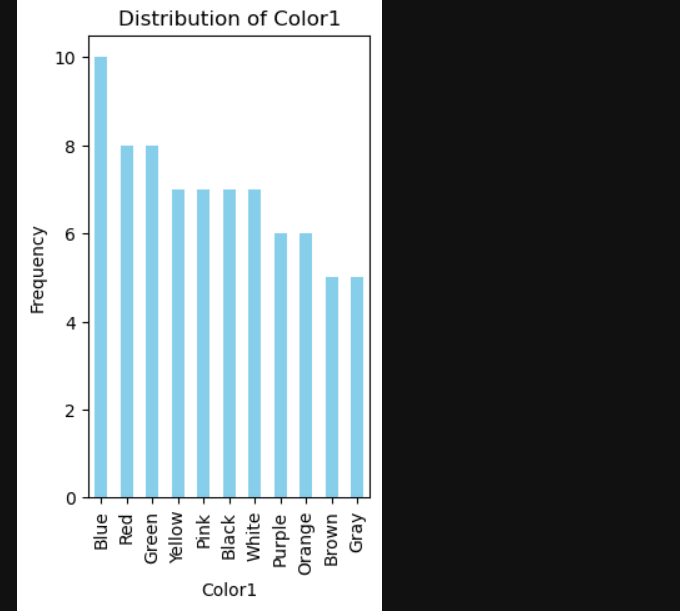 Distribution of Color1
10
8
6
4
2
0
Frequency
Blue
Red
Green
Yellow
Pink
Black
White
Purple
Orange
Brown
Gray
Color1